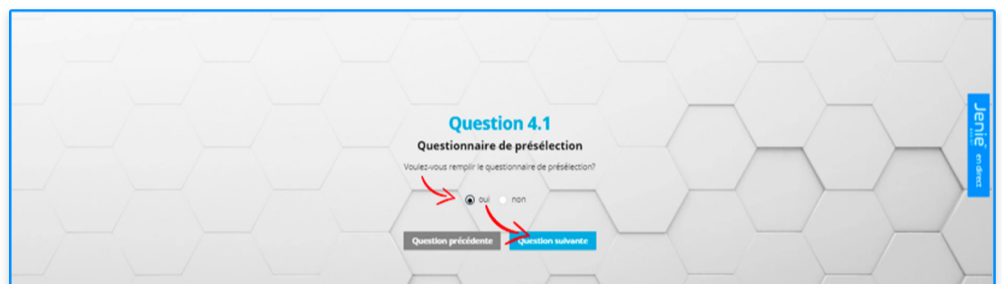 Question 4.1
Questionnaire de présélection
Voulez-vous remplir le questionnaire de présélection?
oui non
Question précédente Question suivante
Jenie en direct